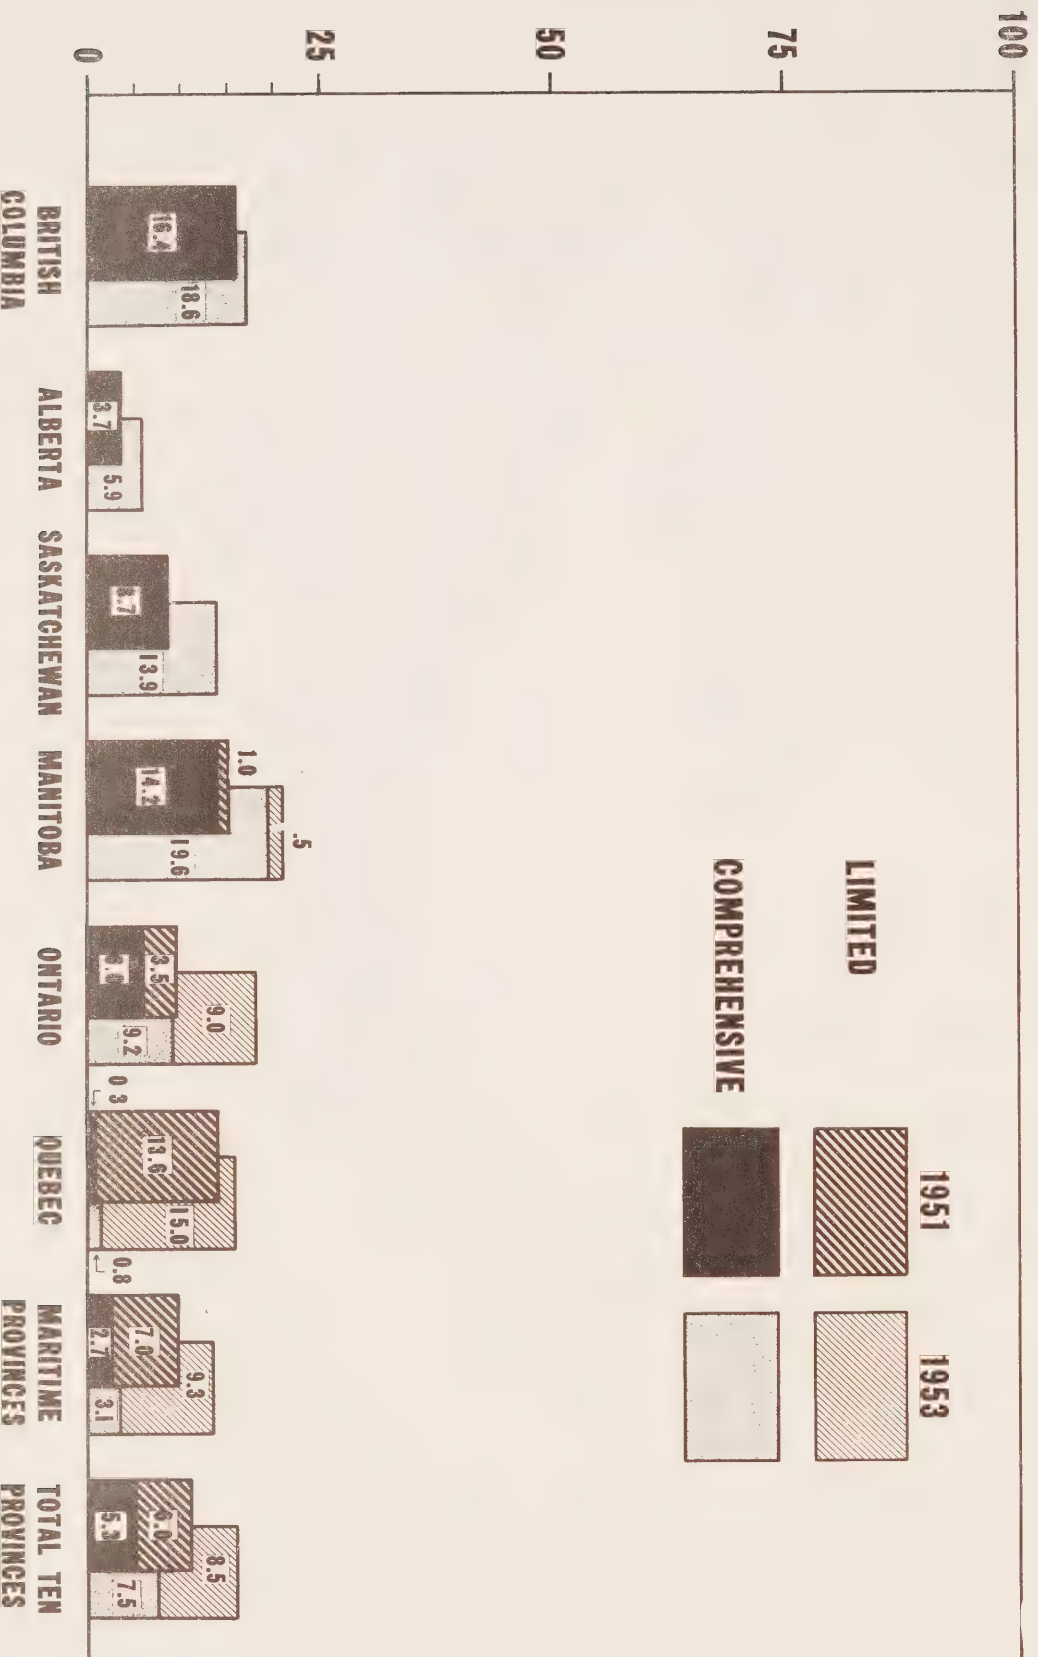 100
1951 1953
LIMITED
COMPREHENSIVE
75
50
25
0
16.4
18.6
3.7
5.9
8.7
13.9
1.0
14.2
.5
19.6
3.5
9.0
9.2
0 3
13.6
15.0
0.8
7.0
2.7
9.3
3.1
6.0
5.3
8.5
7.5
BRITISH
COLUMBIA
ALBERTA
SASKATCHEWAN
MANITOBA
ONTARIO
QUEBEC
MARITIME
PROVINCES
TOTAL TEN
PROVINCES